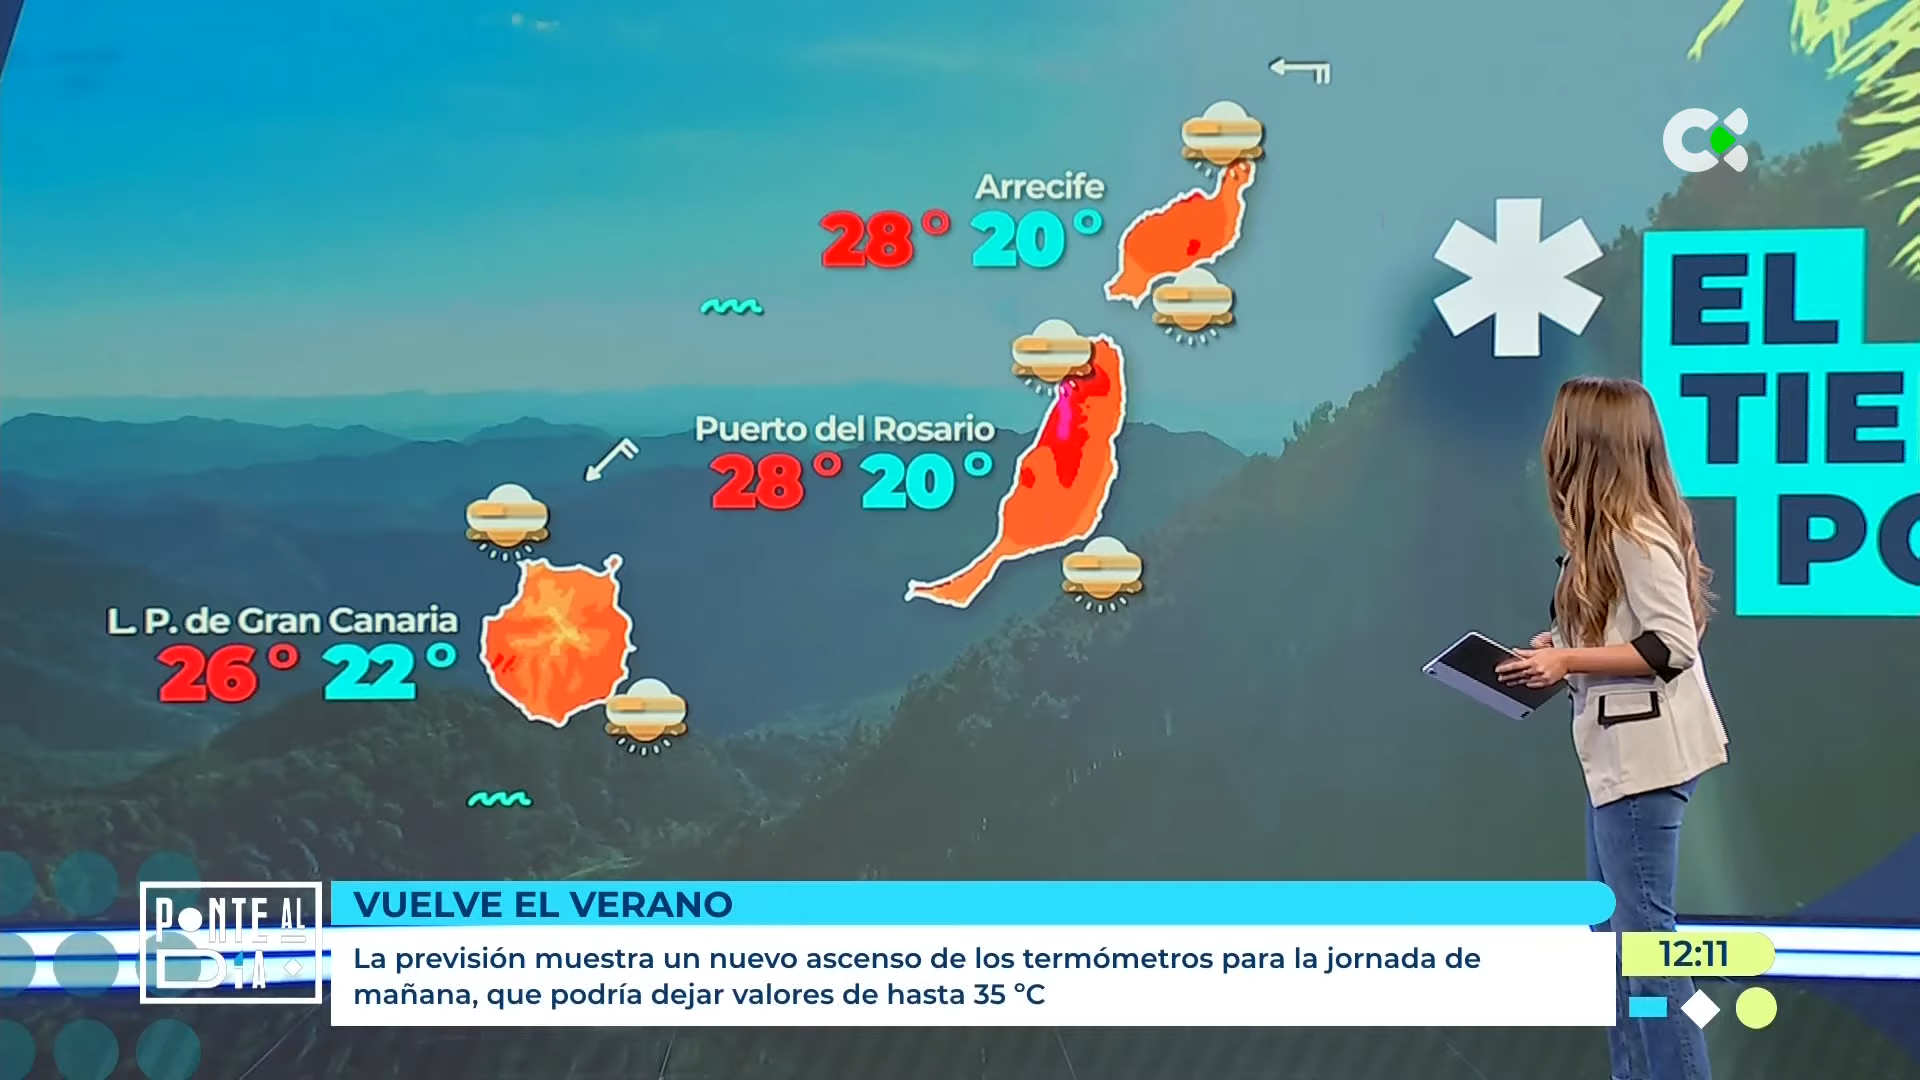 Arrecife
28° 20°
Puerto del Rosario
28° 20°
L. P. de Gran Canaria
26° 22°
EL
TIE
PO
PONTE AL
DÍA
VUELVE EL VERANO
La previsión muestra un nuevo ascenso de los termómetros para la jornada de
mañana, que podría dejar valores de hasta 35 °C
12:11